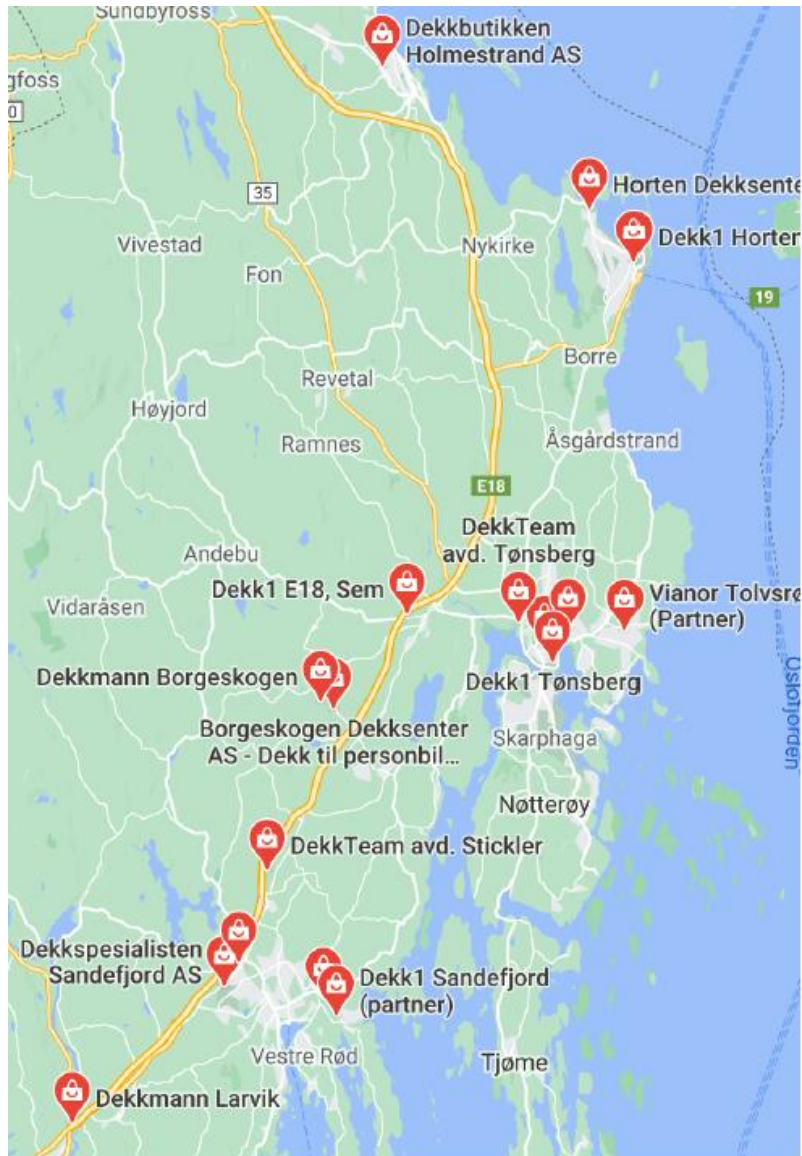 Sundbyfoss
Dekkbutikken
Holmestrand AS
gfoss
0
35
Horten Dekksente
Vivestad
Nykirke
Dekk1 Horten
Fon
19
Borre
Revetal
Høyjord
Ramnes
Åsgårdstrand
E18
DekkTeam
avd. Tønsberg
Andebu
Dekk1 E18, Sem
Vianor Tolvsrø
(Partner)
Vidaråsen
Dekkmann Borgeskogen
Dekk1 Tønsberg
Oslofjorden
Borgeskogen Dekksenter
AS - Dekk til personbil...
Skarphaga
Nøtterøy
DekkTeam avd. Stickler
Dekkspesialisten
Sandefjord AS
Dekk1 Sandefjord
(partner)
Vestre Rød
Tjøme
Dekkmann Larvik